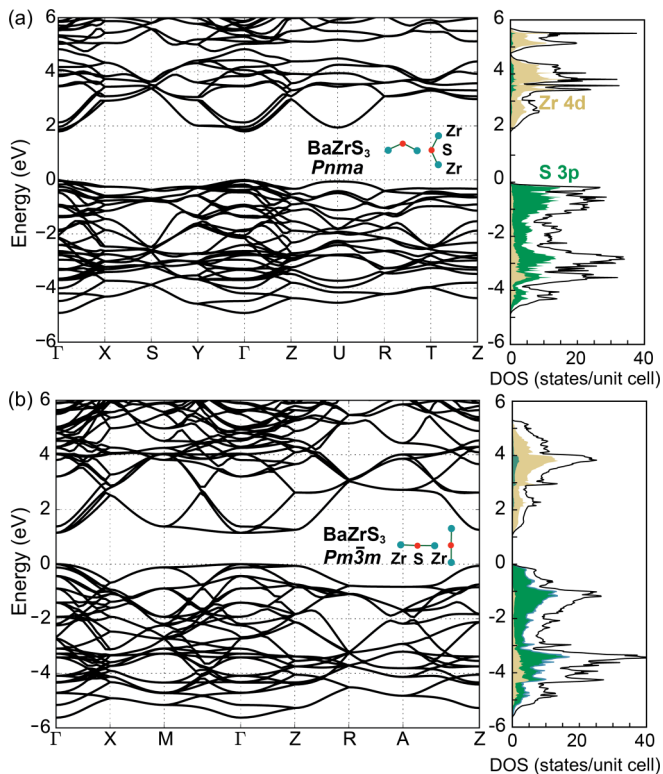 (a)
6
4
2
0
−2
−4
−6
Energy (eV)
BaZrS3
Pnma
Zr
S
Zr
Γ X S Y Γ Z U R T Z
6
4
2
0
-2
-4
-6
Zr 4d
S 3p
0 20 40
DOS (states/unit cell)
(b)
6
4
2
0
−2
−4
−6
Energy (eV)
BaZrS3
Pm3̄m
Zr S Zr
Γ X M Γ Z R A Z
6
4
2
0
-2
-4
-6
0 20 40
DOS (states/unit cell)